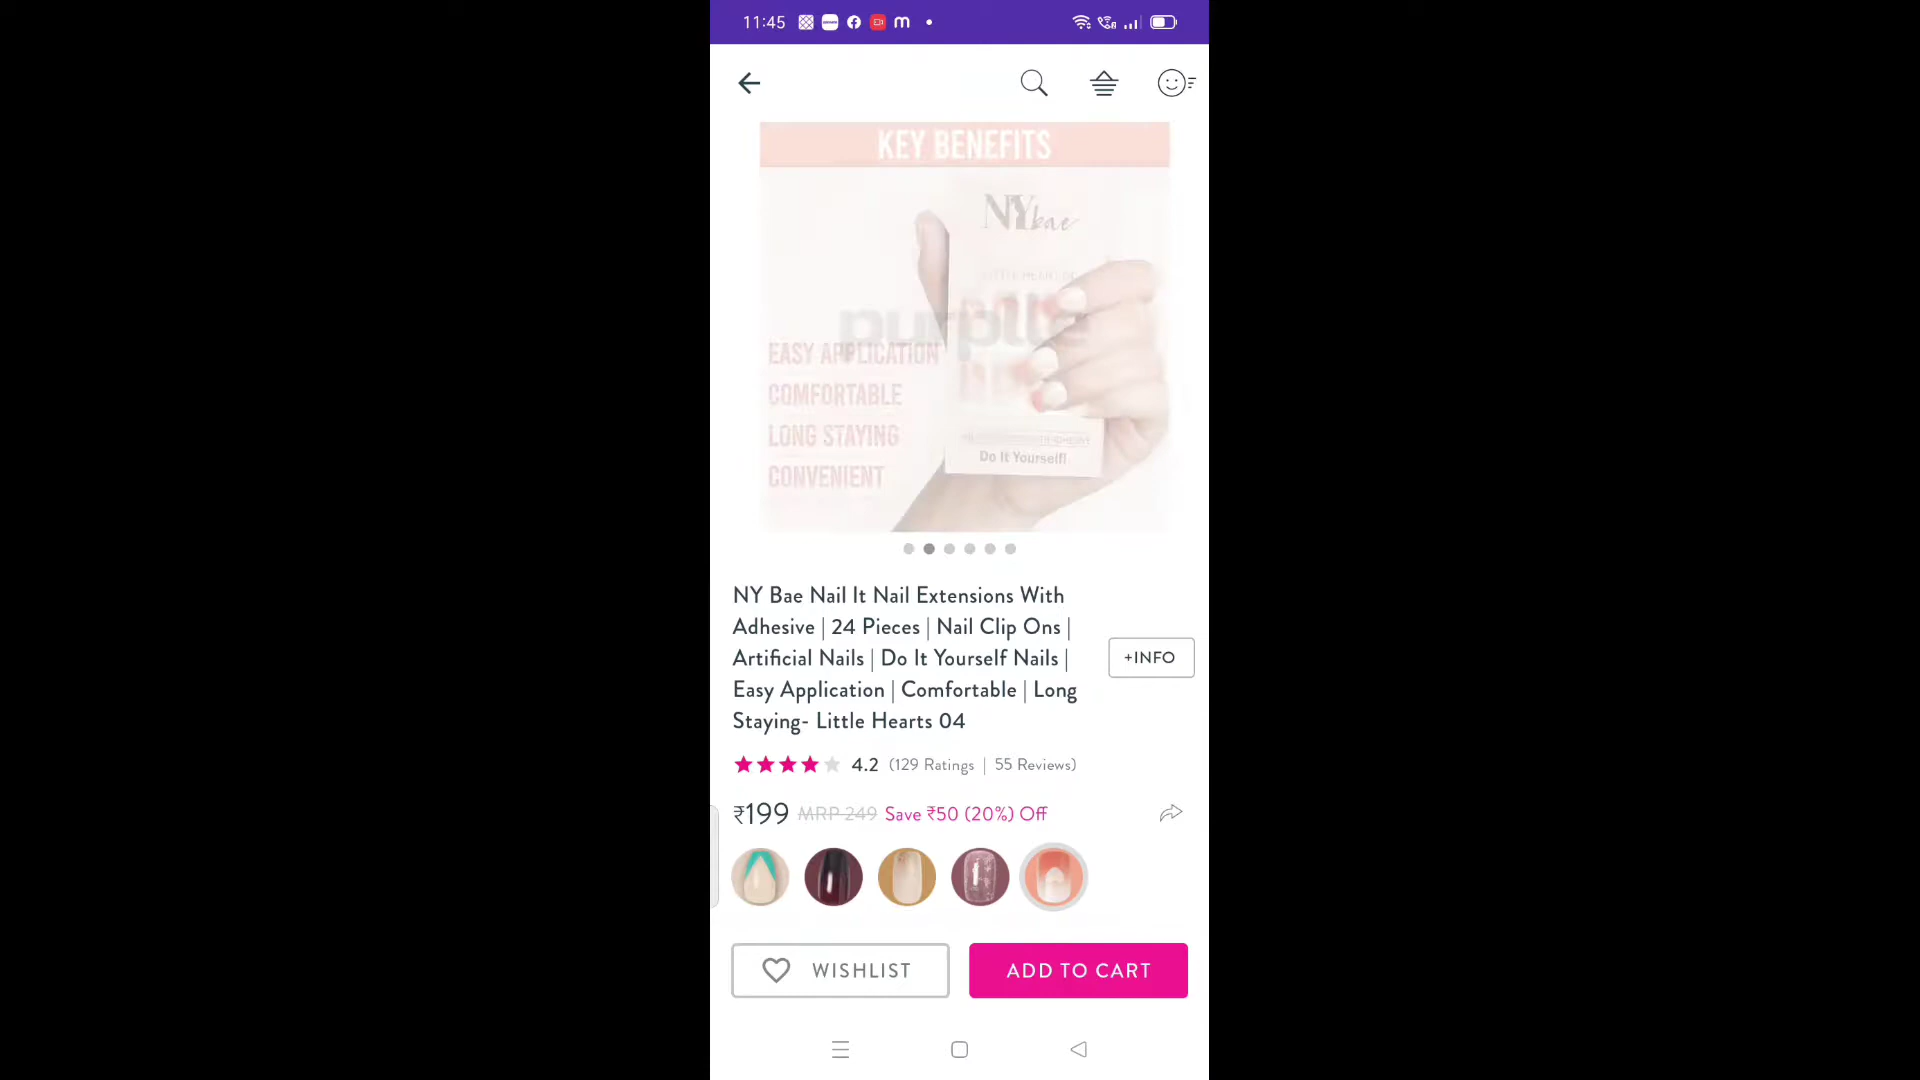 11:45
KEY BENEFITS
NY bae
purplle
EASY APPLICATION
COMFORTABLE
LONG STAYING
CONVENIENT
Do It Yourself!
NY Bae Nail It Nail Extensions With
Adhesive | 24 Pieces | Nail Clip Ons |
Artificial Nails | Do It Yourself Nails |
Easy Application | Comfortable | Long
Staying- Little Hearts 04
+INFO
4.2 (129 Ratings | 55 Reviews)
₹199 MRP 249 Save ₹50 (20%) Off
WISHLIST
ADD TO CART